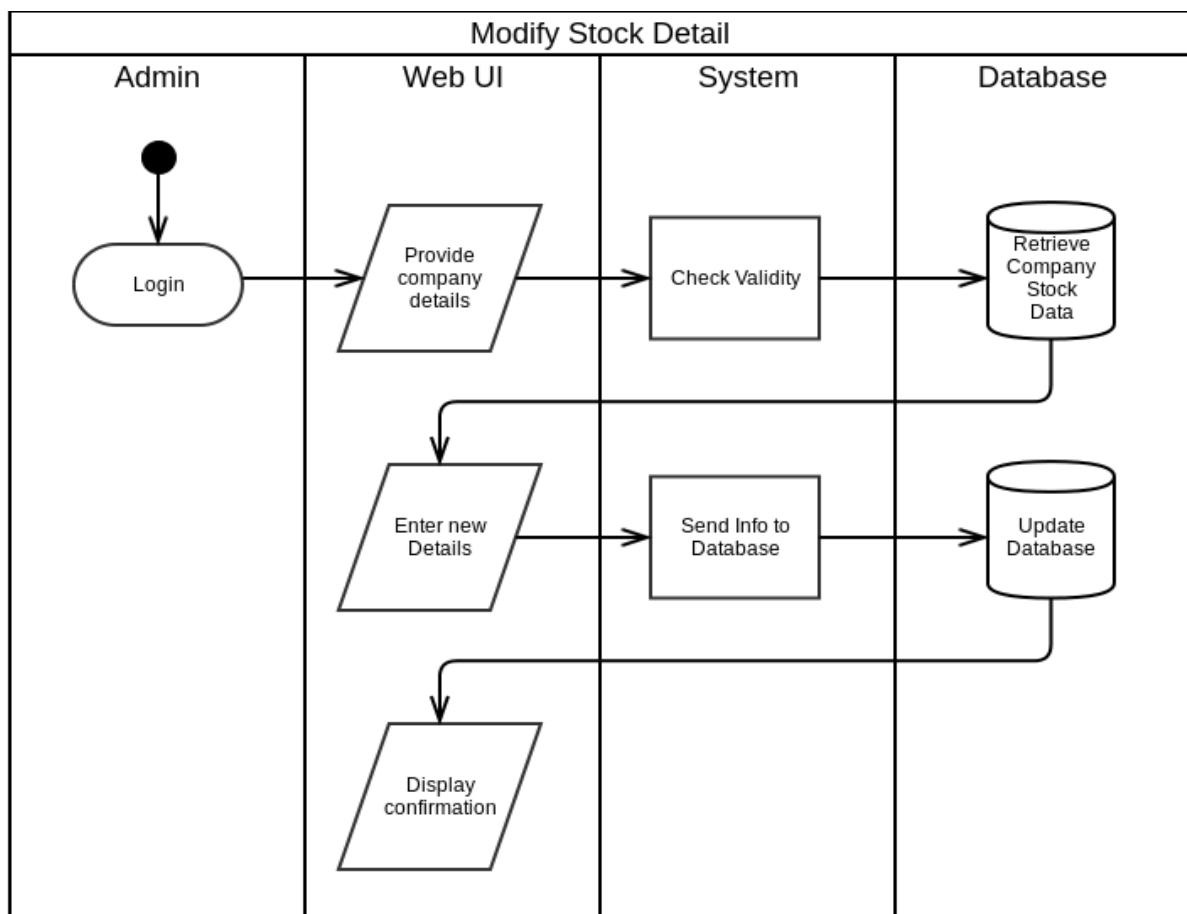 Modify Stock Detail
Admin
Web UI
System
Database
Login
Provide
company
details
Check Validity
Retrieve
Company
Stock
Data
Enter new
Details
Send Info to
Database
Update
Database
Display
confirmation